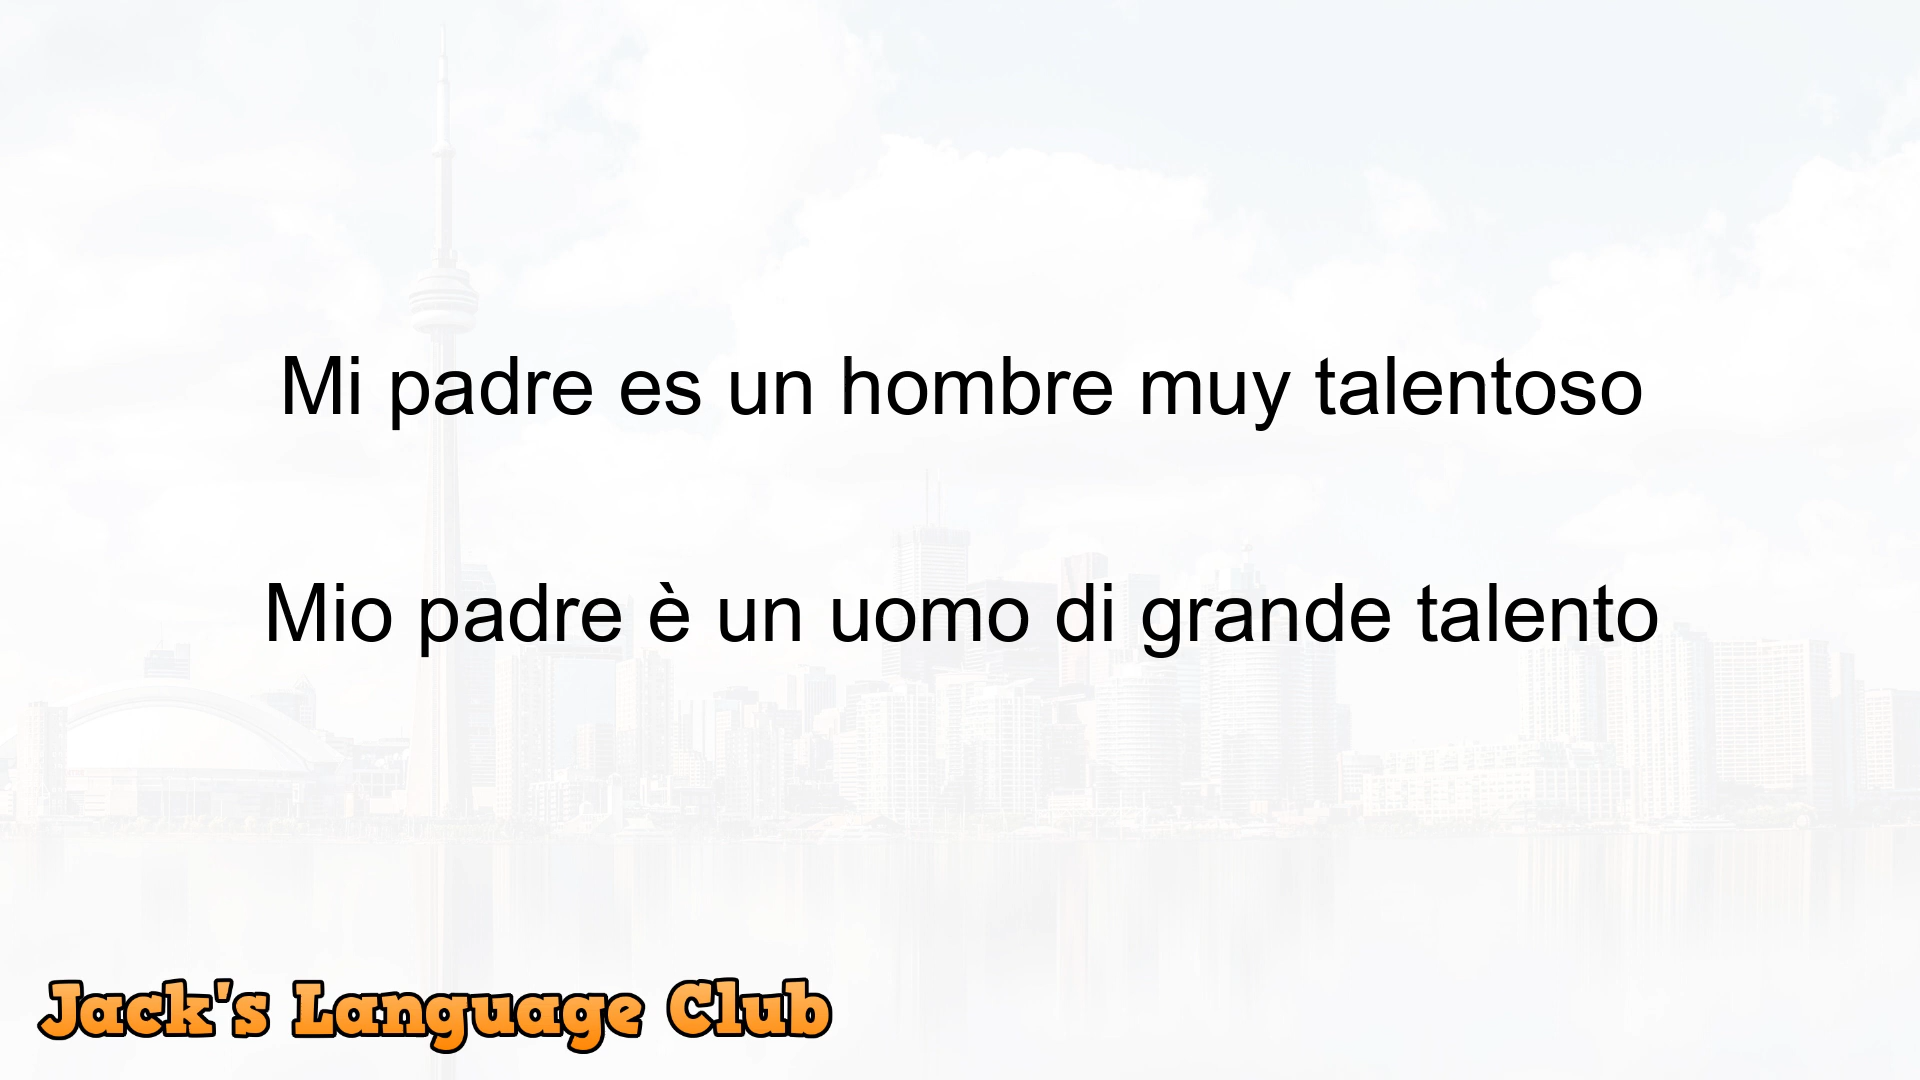 Mi padre es un hombre muy talentoso
Mio padre è un uomo di grande talento
Jack's Language Club